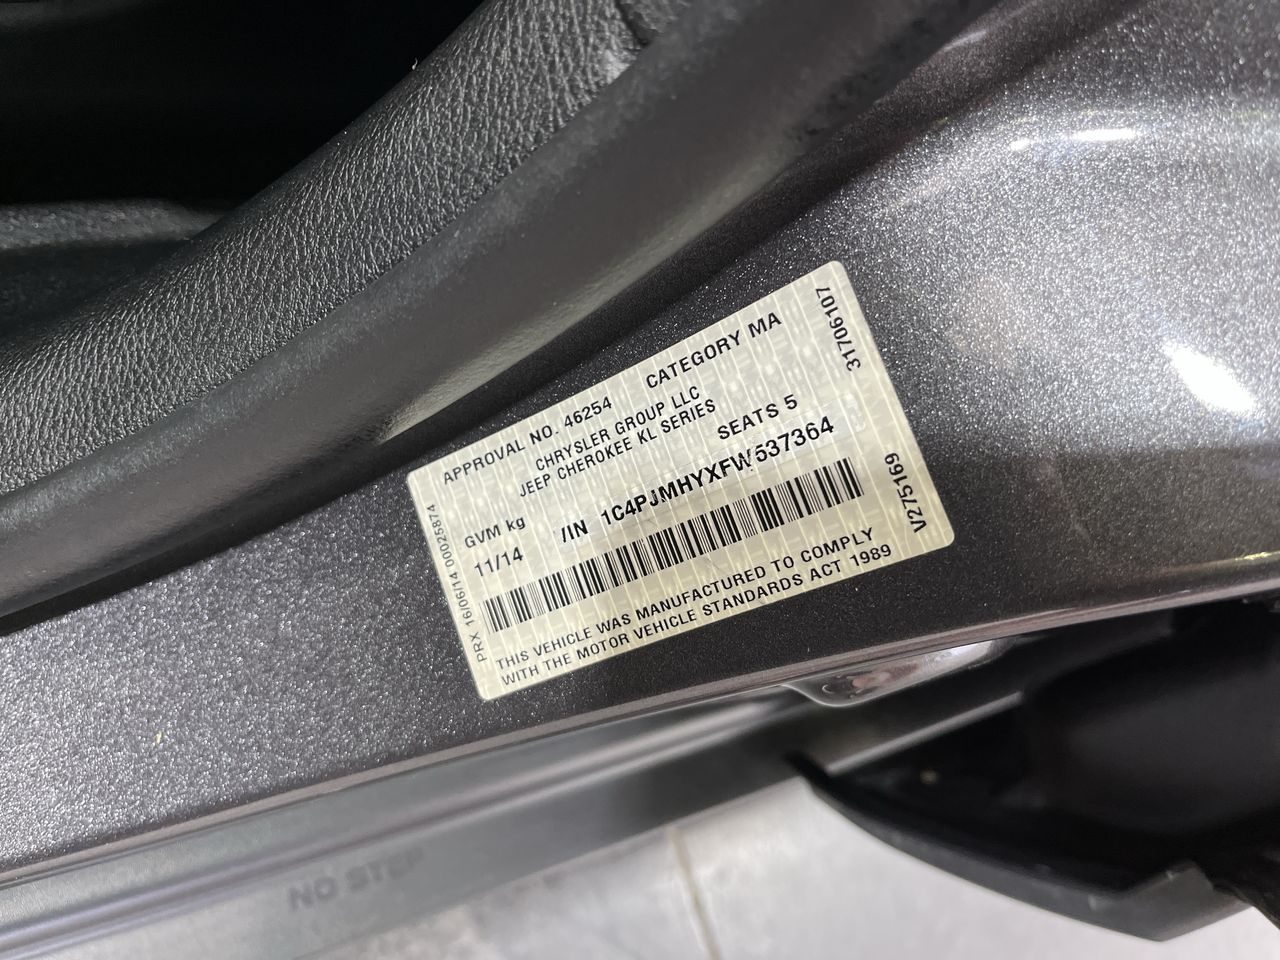 APPROVAL NO. 46254 CATEGORY MA
CHRYSLER GROUP LLC
JEEP CHEROKEE KL SERIES
GVM kg SEATS 5
11/14 /IN 1C4PJMHYXFW537364
THIS VEHICLE WAS MANUFACTURED TO COMPLY
WITH THE MOTOR VEHICLE STANDARDS ACT 1989
PRX 16/06/14 00025874
31706107
V275169
NO STEP